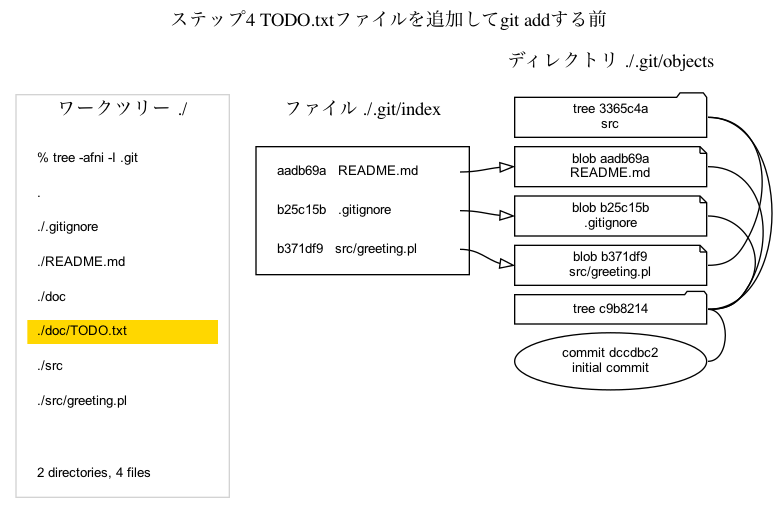 ステップ4 TODO.txtファイルを追加してgit addする前
ワークツリー ./
% tree -afni -I .git
.
./.gitignore
./README.md
./doc
./doc/TODO.txt
./src
./src/greeting.pl
2 directories, 4 files
ファイル ./.git/index
aadb69a README.md
b25c15b .gitignore
b371df9 src/greeting.pl
ディレクトリ ./.git/objects
tree 3365c4a
src
blob aadb69a
README.md
blob b25c15b
.gitignore
blob b371df9
src/greeting.pl
tree c9b8214
commit dccdbc2
initial commit